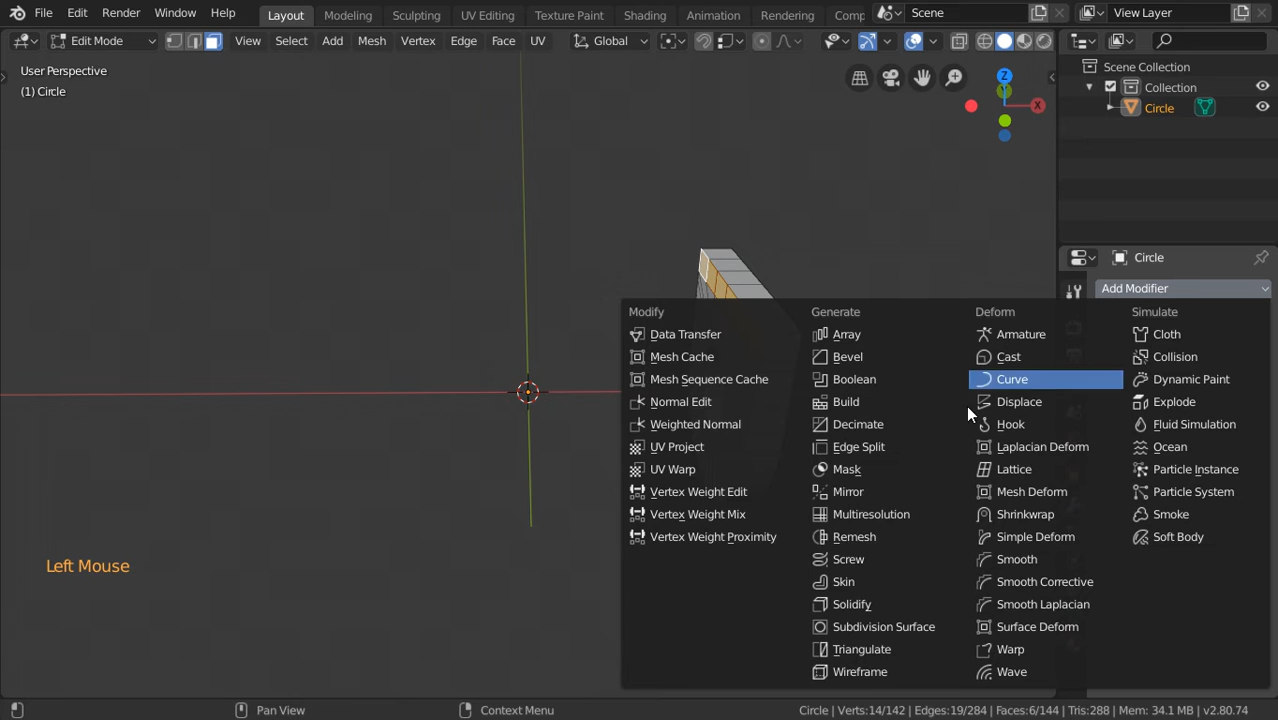 File Edit Render Window Help Layout Modeling Sculpting UV Editing Texture Paint Shading Animation Rendering Scene View Layer
Edit Mode View Select Add Mesh Vertex Edge Face UV Global
User Perspective
(1) Circle
Z
X
Scene Collection
Collection
Circle
Circle
Add Modifier
Modify Generate Deform Simulate
Data Transfer Array Armature Cloth
Mesh Cache Bevel Cast Collision
Mesh Sequence Cache Boolean Curve Dynamic Paint
Normal Edit Build Displace Explode
Weighted Normal Decimate Hook Fluid Simulation
UV Project Edge Split Laplacian Deform Ocean
UV Warp Mask Lattice Particle Instance
Vertex Weight Edit Mirror Mesh Deform Particle System
Vertex Weight Mix Multiresolution Shrinkwrap Smoke
Vertex Weight Proximity Remesh Simple Deform Soft Body
Screw Smooth
Skin Smooth Corrective
Solidify Smooth Laplacian
Subdivision Surface Surface Deform
Triangulate Warp
Wireframe Wave
Left Mouse
Pan View Context Menu Circle | Verts:14/142 | Edges:19/284 | Faces:6/144 | Tris:288 | Mem: 34.1 MB | v2.80.74